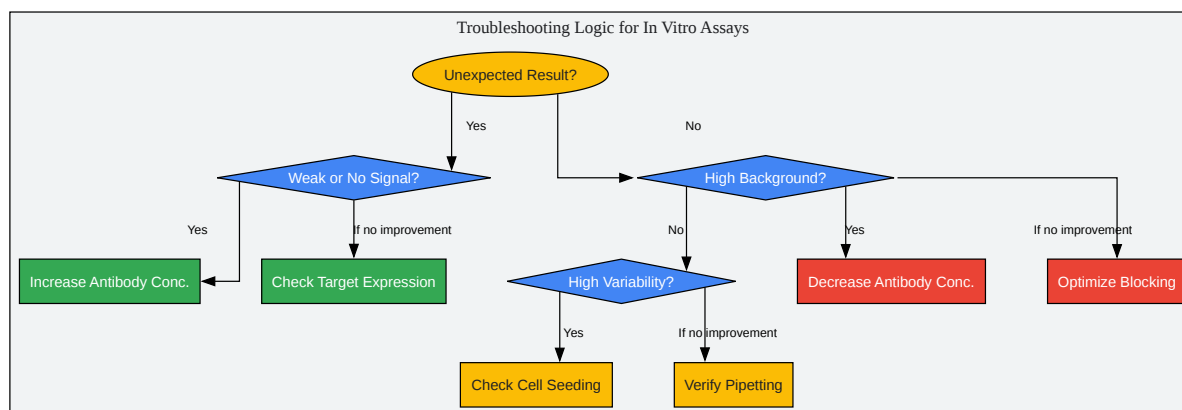 Troubleshooting Logic for In Vitro Assays
Unexpected Result?
Yes
No
Weak or No Signal?
High Background?
Yes
If no improvement
No
Yes
If no improvement
Increase Antibody Conc.
Check Target Expression
High Variability?
Decrease Antibody Conc.
Optimize Blocking
Yes
If no improvement
Check Cell Seeding
Verify Pipetting